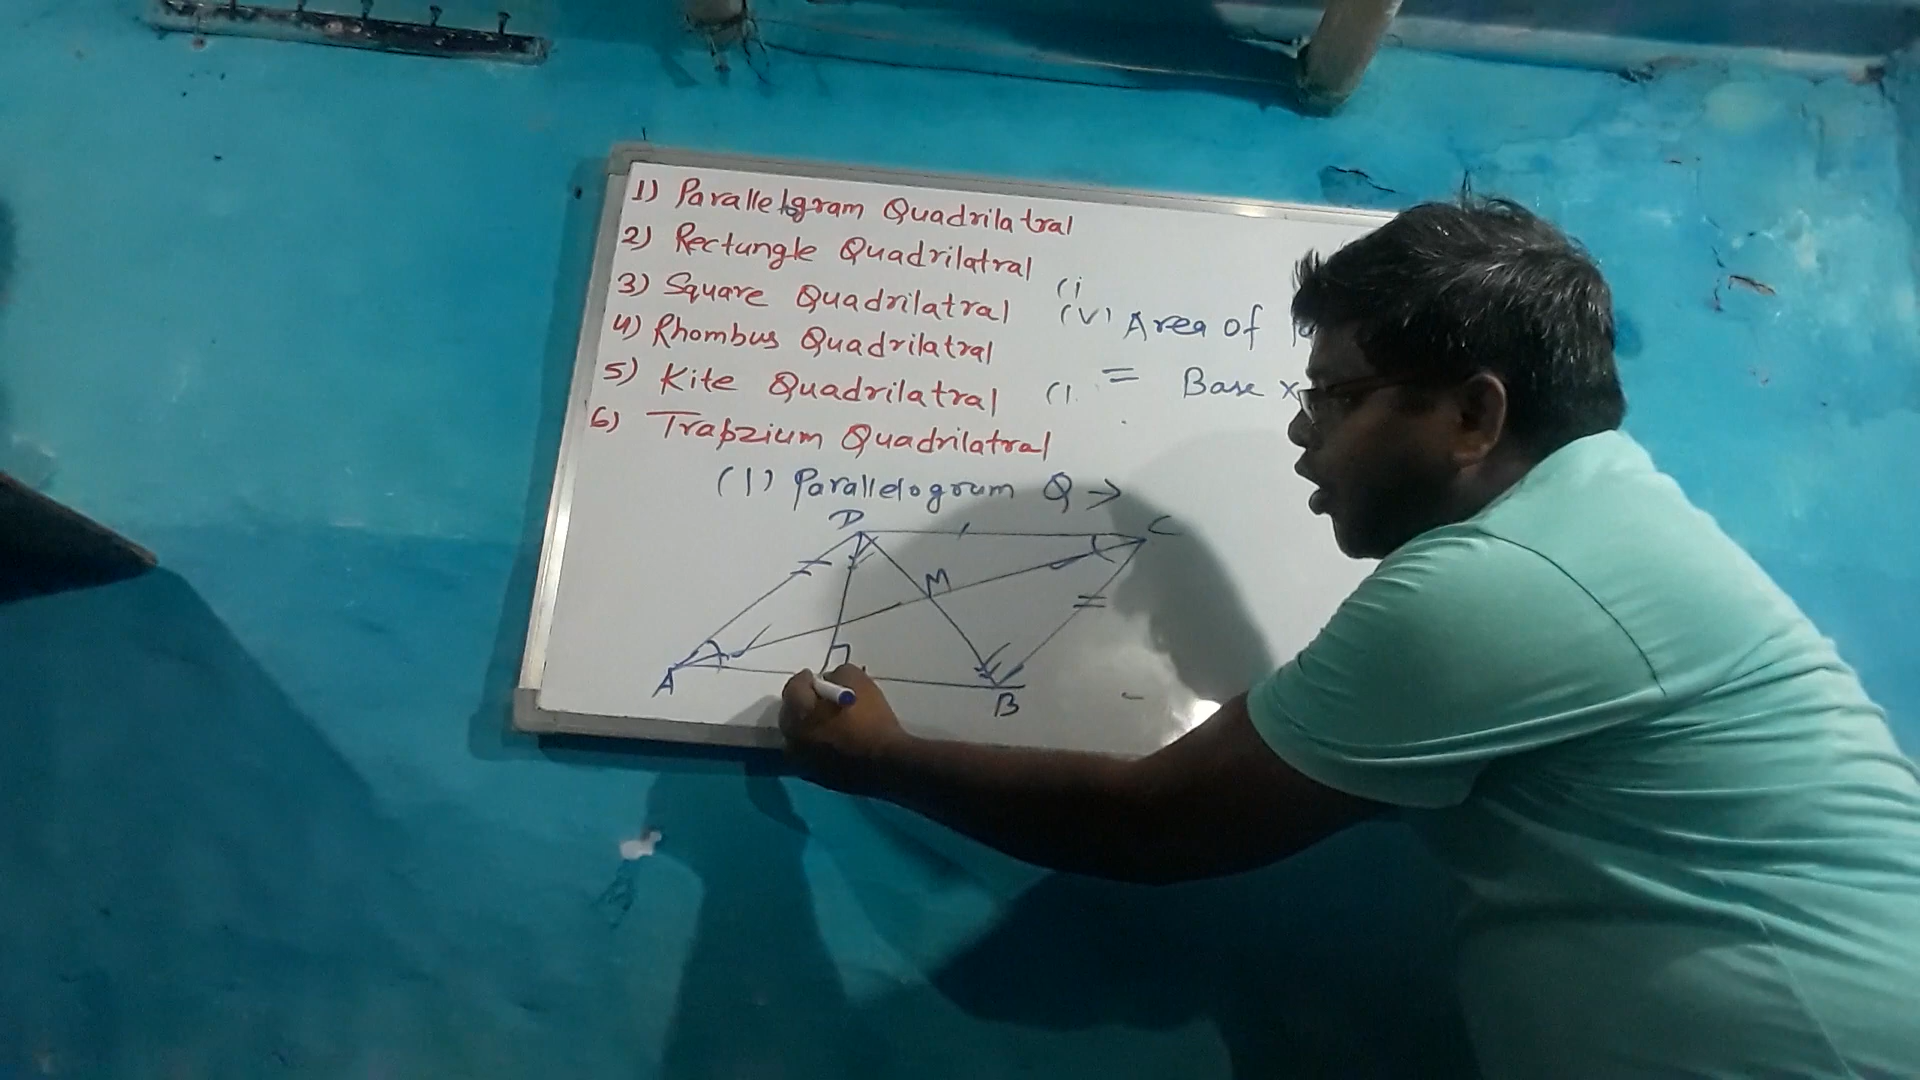 1) Parallelogram Quadrilatral
2) Rectungle Quadrilatral
3) Square Quadrilatral
4) Rhombus Quadrilatral
5) Kite Quadrilatral
6) Trapzium Quadrilatral
(i
(v) Area of
= Base x
(1) Parallelogram Q →
D C
M
A B